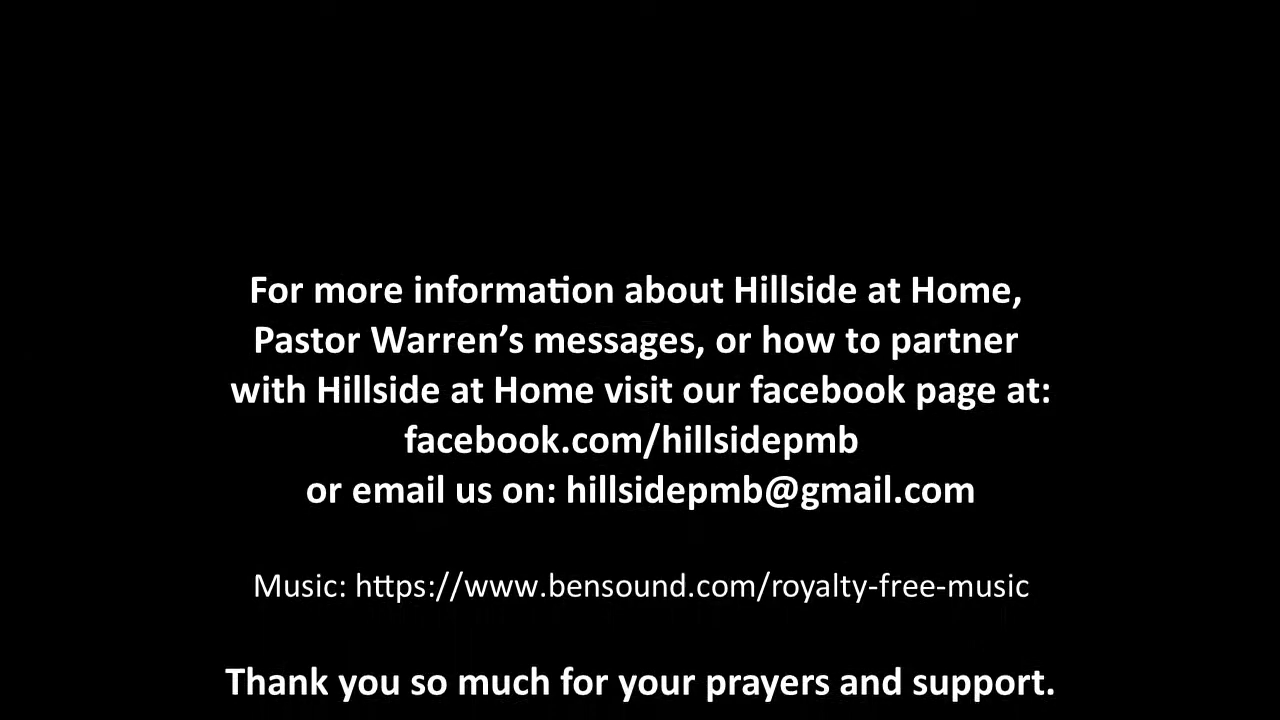 For more information about Hillside at Home,
Pastor Warren’s messages, or how to partner
with Hillside at Home visit our facebook page at:
facebook.com/hillsidepmb
or email us on: hillsidepmb@gmail.com
Music: https://www.bensound.com/royalty-free-music
Thank you so much for your prayers and support.